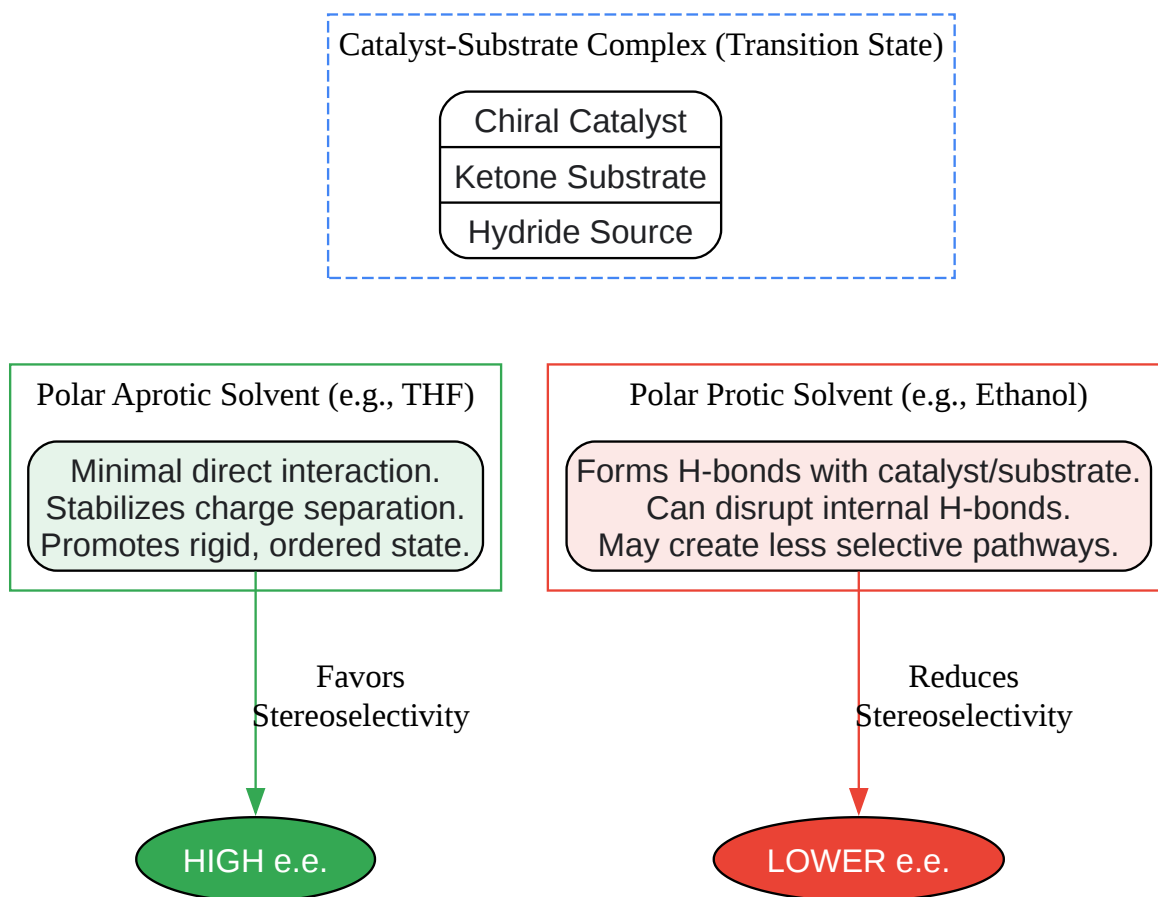 Catalyst-Substrate Complex (Transition State)
Chiral Catalyst
Ketone Substrate
Hydride Source
Polar Aprotic Solvent (e.g., THF)
Minimal direct interaction.
Stabilizes charge separation.
Promotes rigid, ordered state.
Favors
Stereoselectivity
HIGH e.e.
Polar Protic Solvent (e.g., Ethanol)
Forms H-bonds with catalyst/substrate.
Can disrupt internal H-bonds.
May create less selective pathways.
Reduces
Stereoselectivity
LOWER e.e.